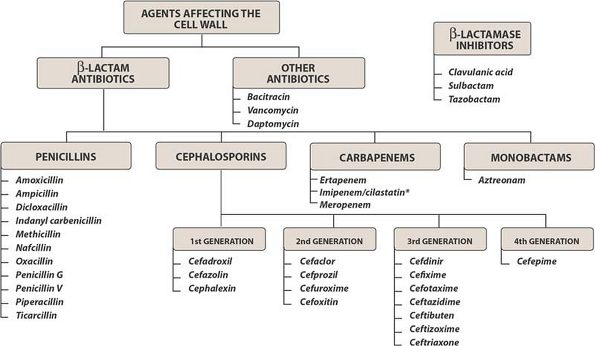 AGENTS AFFECTING THE
CELL WALL
β-LACTAMASE
INHIBITORS
Clavulanic acid
Sulbactam
Tazobactam
β-LACTAM
ANTIBIOTICS
OTHER
ANTIBIOTICS
Bacitracin
Vancomycin
Daptomycin
PENICILLINS
Amoxicillin
Ampicillin
Dicloxacillin
Indanyl carbenicillin
Methicillin
Nafcillin
Oxacillin
Penicillin G
Penicillin V
Piperacillin
Ticarcillin
CEPHALOSPORINS
CARBAPENEMS
Ertapenem
Imipenem/cilastatin*
Meropenem
MONOBACTAMS
Aztreonam
1st GENERATION
Cefadroxil
Cefazolin
Cephalexin
2nd GENERATION
Cefaclor
Cefprozil
Cefuroxime
Cefoxitin
3rd GENERATION
Cefdinir
Cefixime
Cefotaxime
Ceftazidime
Ceftibuten
Ceftizoxime
Ceftriaxone
4th GENERATION
Cefepime